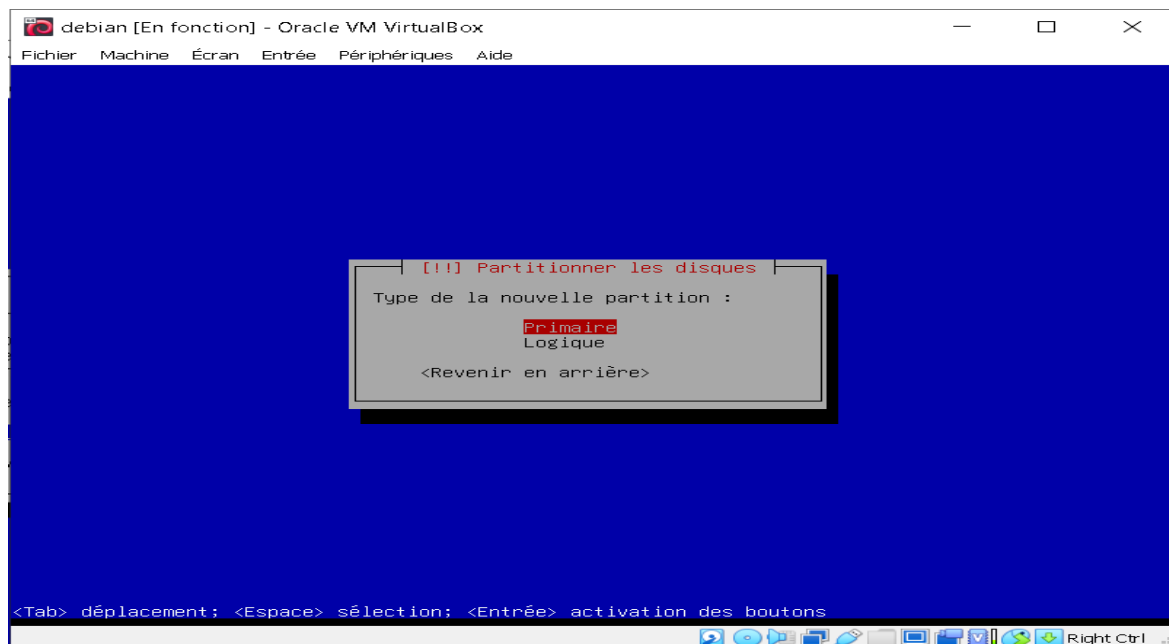 debian [En fonction] - Oracle VM VirtualBox
Fichier Machine Écran Entrée Périphériques Aide
[!!] Partitionner les disques
Type de la nouvelle partition :
Primaire
Logique
<Revenir en arrière>
<Tab> déplacement; <Espace> sélection; <Entrée> activation des boutons
Right Ctrl